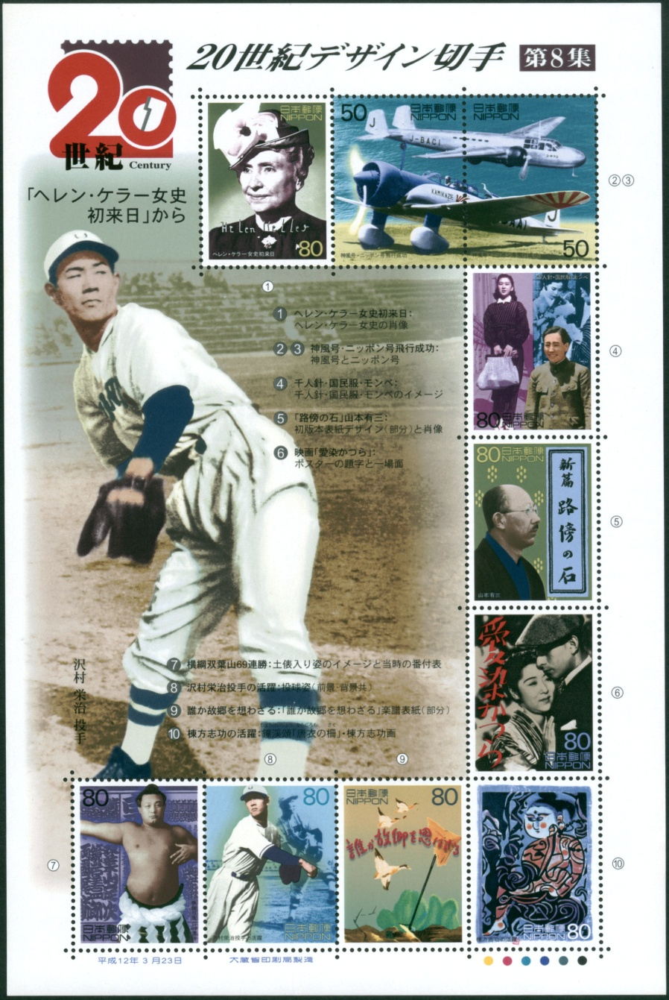 20世紀デザイン切手 第8集
20
世紀 Century
「ヘレン・ケラー女史
初来日」から
日本郵便
NIPPON
Helen Keller
ヘレン・ケラー女史初来日
80
50
日本郵便
NIPPON
日本郵便
NIPPON
J
J-BACI
KAMIKAZE
J
神風号・ニッポン号飛行成功
50
②③
①
① ヘレン・ケラー女史初来日:
ヘレン・ケラー女史の肖像
② ③ 神風号・ニッポン号飛行成功:
神風号とニッポン号
④ 千人針・国民服・モンペ:
千人針・国民服・モンペのイメージ
⑤ 「路傍の石」山本有三:
初版本表紙デザイン(部分)と肖像
⑥ 映画「愛染かつら」:
ポスターの題字と一場面
千人針・国民服・モンペ
80 日本郵便
NIPPON
④
80 日本郵便
NIPPON
新篇 路傍の石
山本有三
⑤
愛染かつら
80
日本郵便
NIPPON
⑥
沢村 栄治 投手
⑦ 横綱双葉山69連勝:土俵入り姿のイメージと当時の番付表
⑧ 沢村栄治投手の活躍:投球姿(前景・背景共)
⑨ 誰か故郷を想わざる:「誰か故郷を想わざる」楽譜表紙(部分)
⑩ 棟方志功の活躍:「唐衣の柵」・棟方志功画
⑧
⑨
80
日本郵便
NIPPON
⑦
80
沢村栄治投手の活躍
日本郵便
NIPPON
日本郵便
NIPPON
80
誰か故郷を思はざる
日本郵便
NIPPON 80
⑩
平成12年3月23日
大蔵省印刷局製造